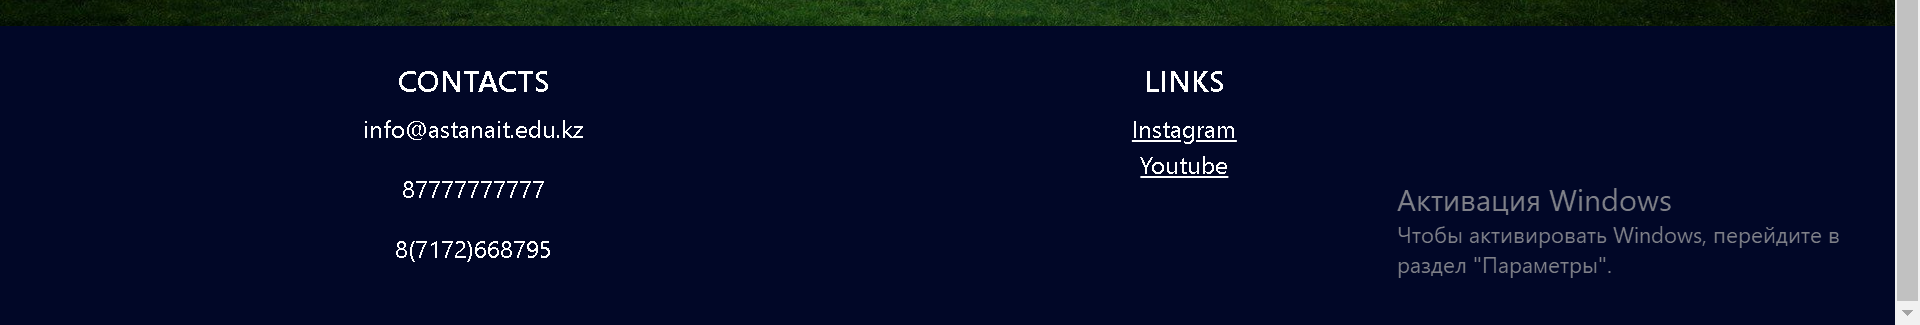 CONTACTS
info@astanait.edu.kz
87777777777
8(7172)668795
LINKS
Instagram
Youtube
Активация Windows
Чтобы активировать Windows, перейдите в
раздел "Параметры".